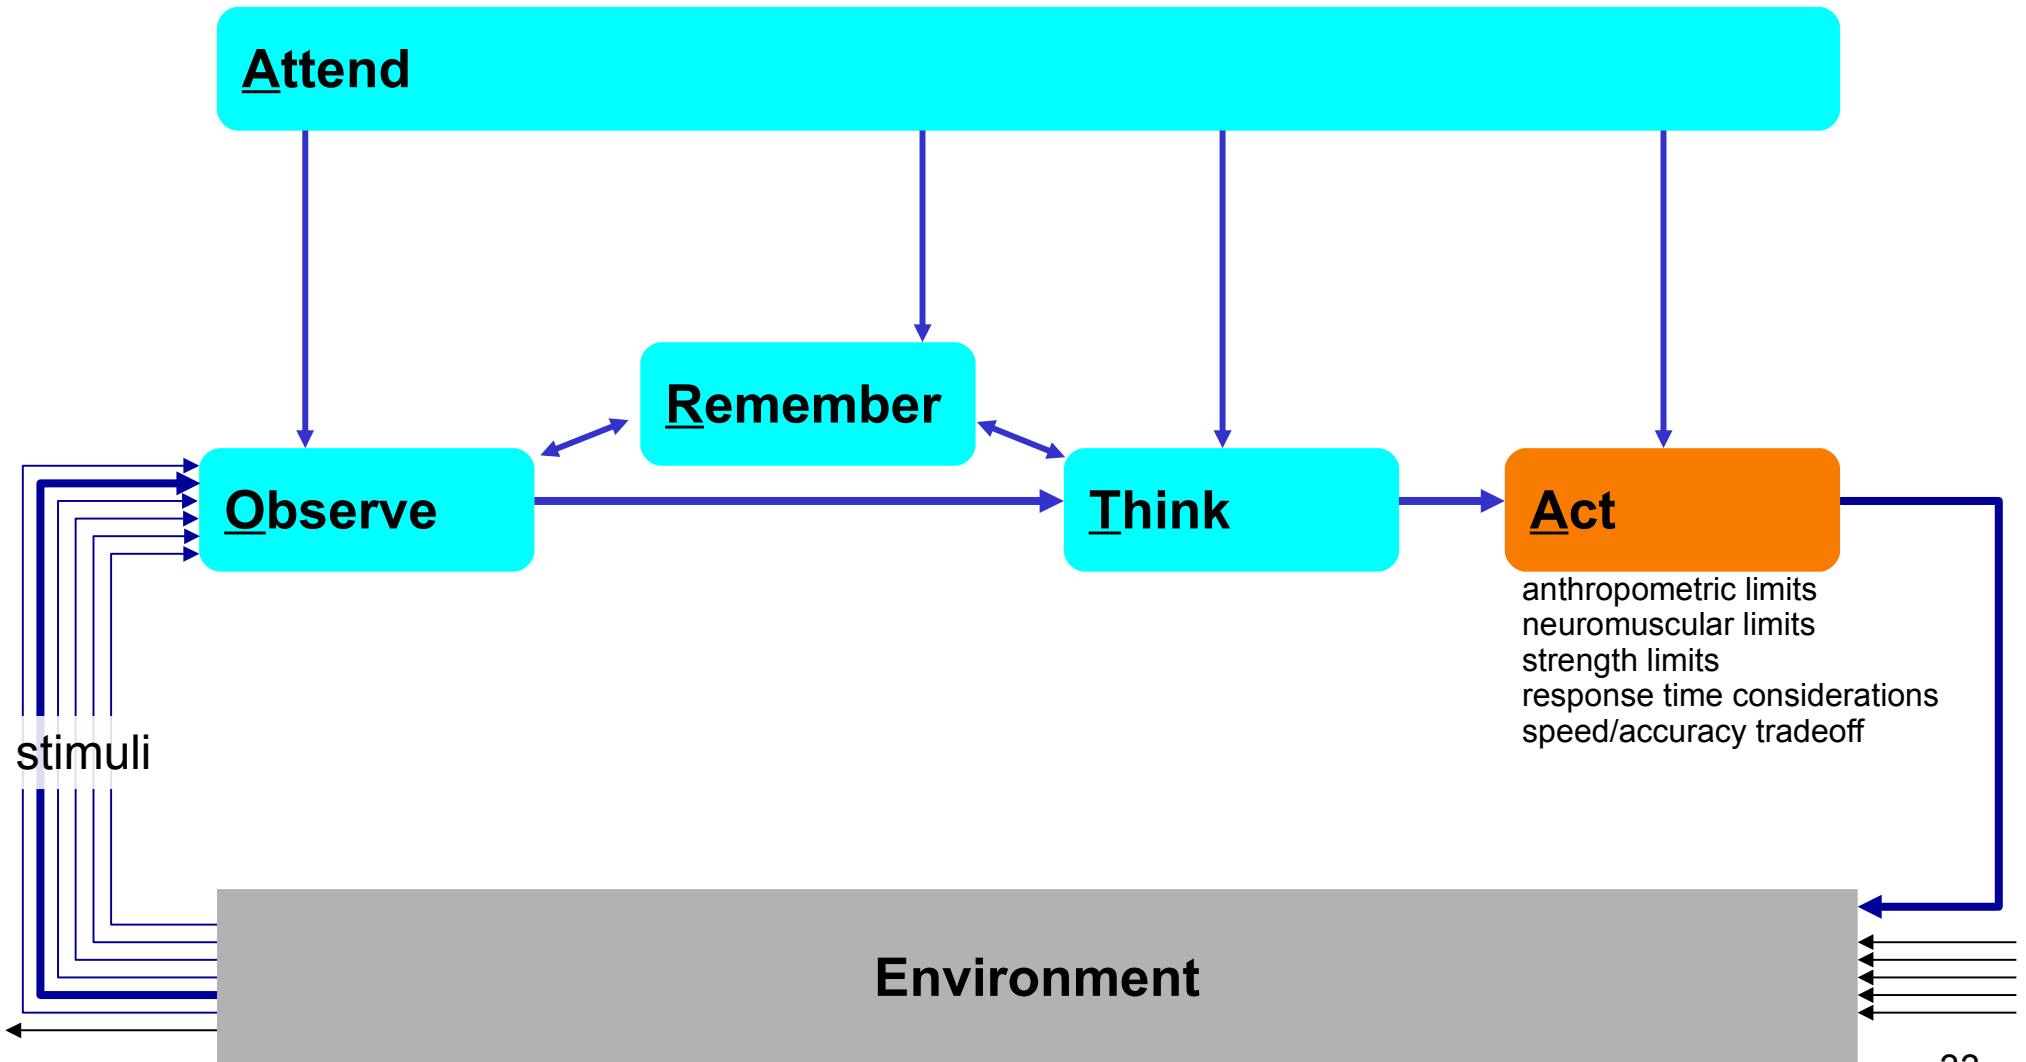 Attend
Remember
Observe
Think
Act
anthropometric limits
neuromuscular limits
strength limits
response time considerations
speed/accuracy tradeoff
stimuli
Environment